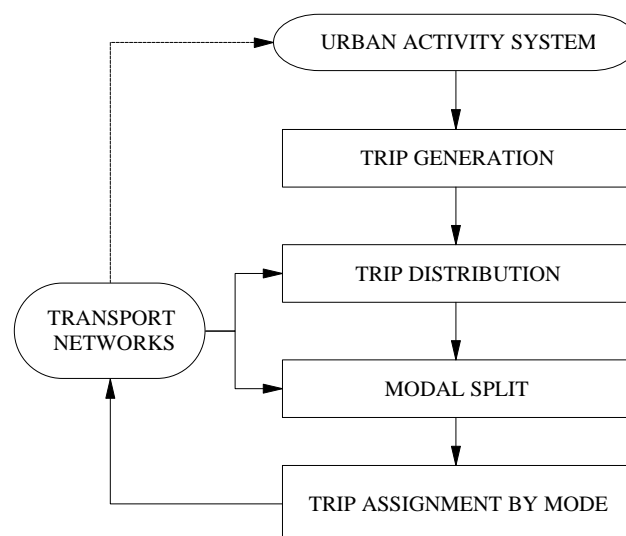 URBAN ACTIVITY SYSTEM
TRIP GENERATION
TRIP DISTRIBUTION
TRANSPORT
NETWORKS
MODAL SPLIT
TRIP ASSIGNMENT BY MODE